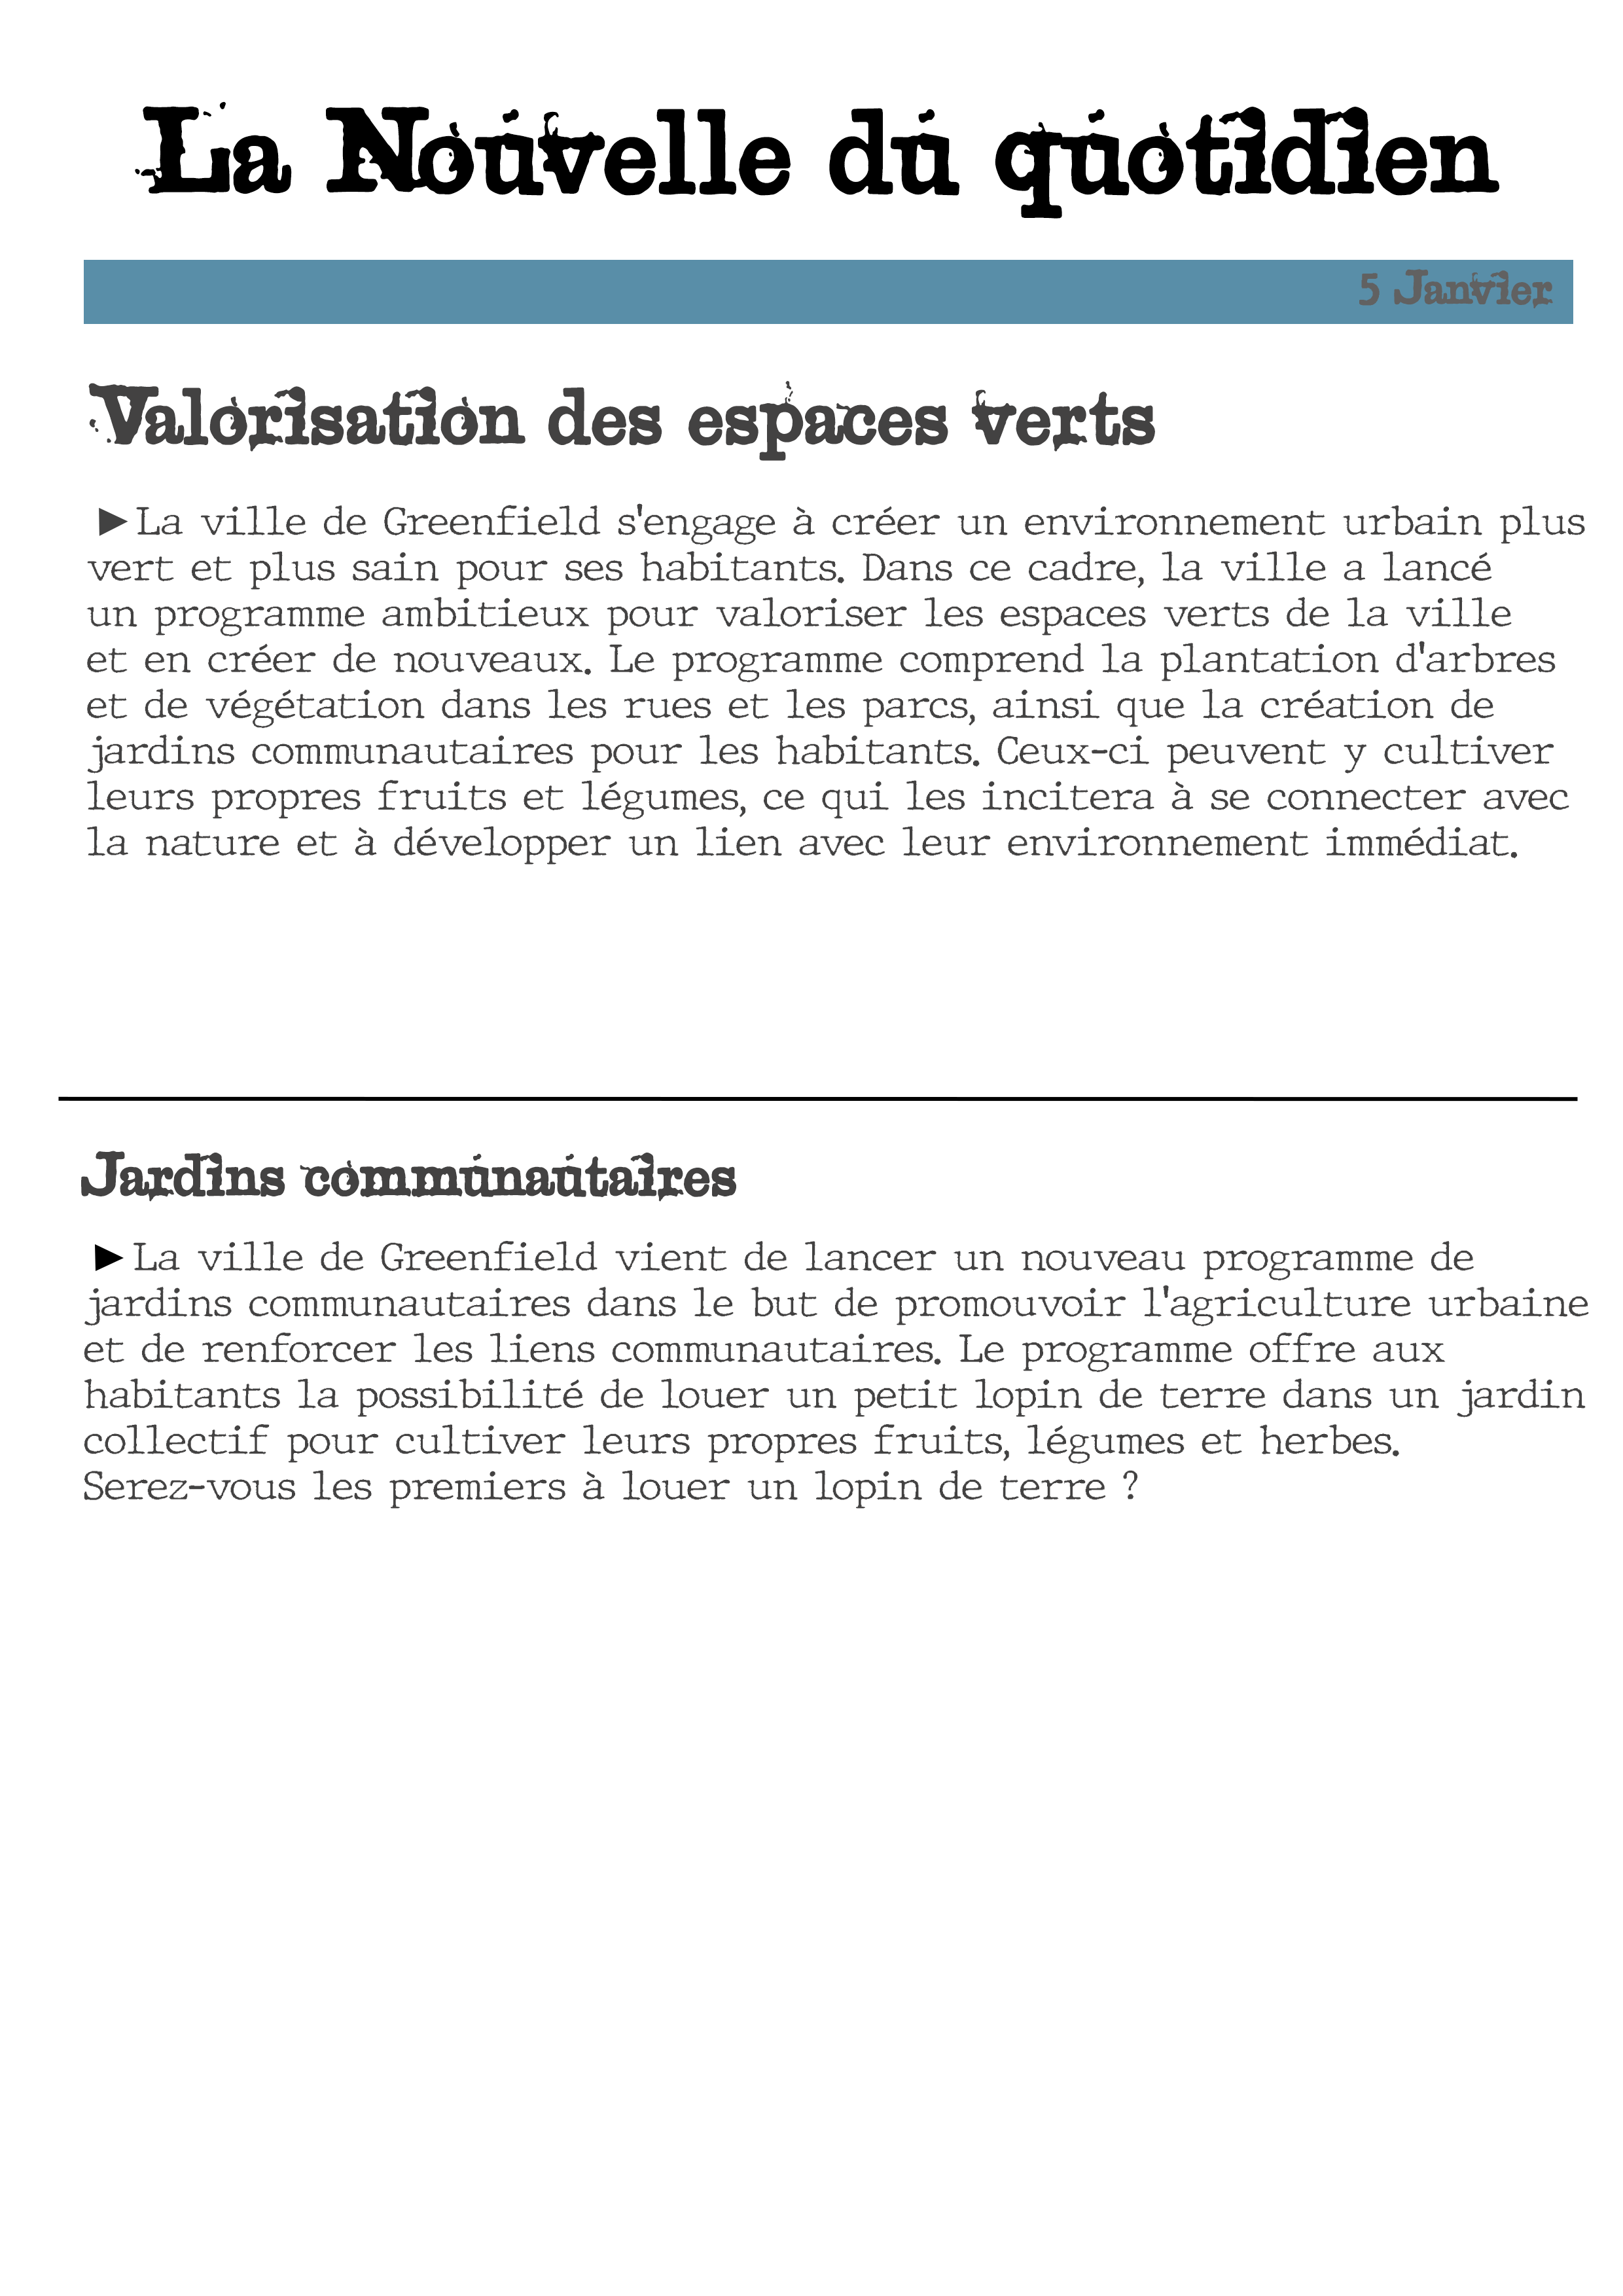 La Nouvelle du quotidien
5 Janvier
Valorisation des espaces verts
►La ville de Greenfield s'engage à créer un environnement urbain plus
vert et plus sain pour ses habitants. Dans ce cadre, la ville a lancé
un programme ambitieux pour valoriser les espaces verts de la ville
et en créer de nouveaux. Le programme comprend la plantation d'arbres
et de végétation dans les rues et les parcs, ainsi que la création de
jardins communautaires pour les habitants. Ceux-ci peuvent y cultiver
leurs propres fruits et légumes, ce qui les incitera à se connecter avec
la nature et à développer un lien avec leur environnement immédiat.
Jardins communautaires
►La ville de Greenfield vient de lancer un nouveau programme de
jardins communautaires dans le but de promouvoir l'agriculture urbaine
et de renforcer les liens communautaires. Le programme offre aux
habitants la possibilité de louer un petit lopin de terre dans un jardin
collectif pour cultiver leurs propres fruits, légumes et herbes.
Serez-vous les premiers à louer un lopin de terre ?